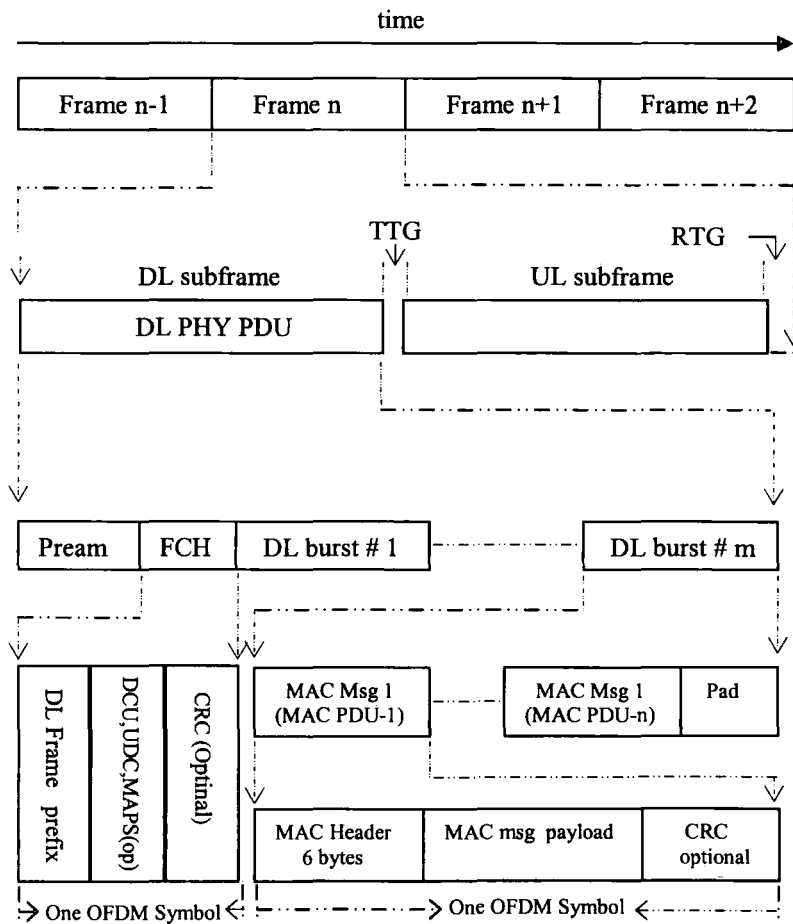 time
Frame n-1 Frame n Frame n+1 Frame n+2
TTG RTG
DL subframe UL subframe
DL PHY PDU
Pream FCH DL burst # 1 DL burst # m
DL Frame prefix
DCU,UDC,MAPS(op)
CRC (Optinal)
MAC Msg 1
(MAC PDU-1)
MAC Msg 1
(MAC PDU-n)
Pad
MAC Header
6 bytes
MAC msg payload
CRC
optional
One OFDM Symbol One OFDM Symbol